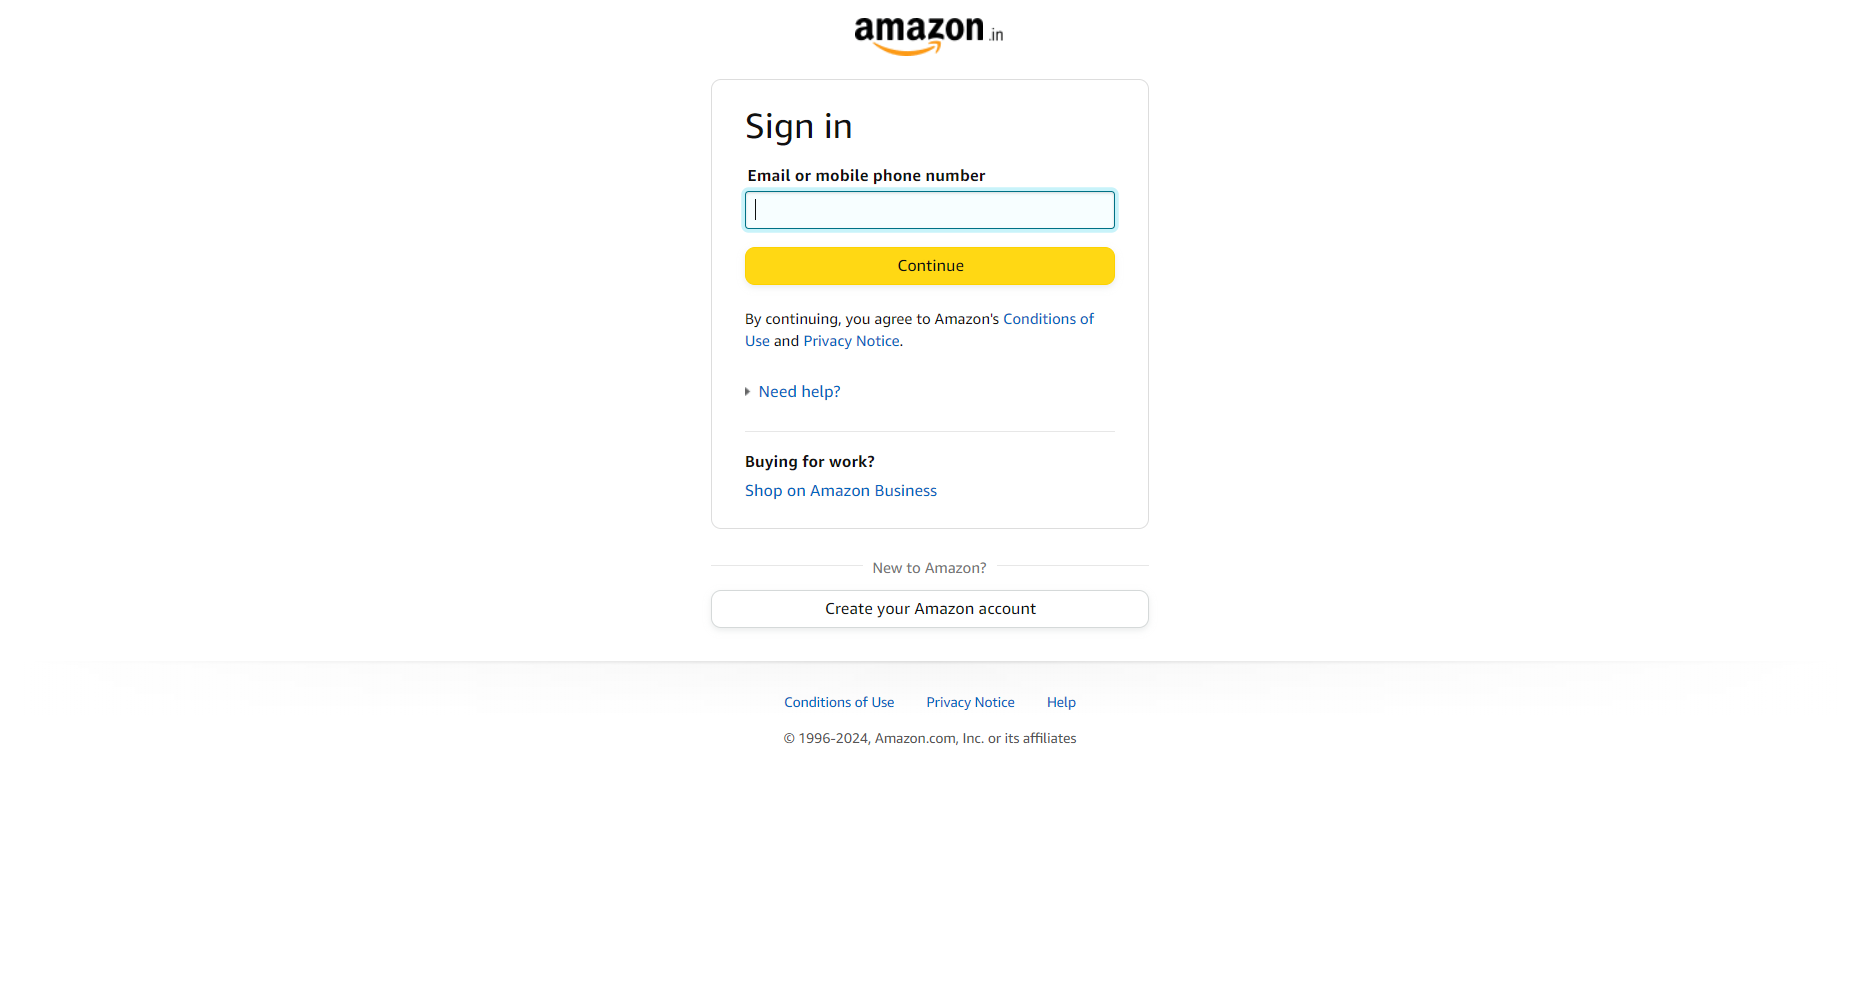 amazon.in
Sign in
Email or mobile phone number
Continue
By continuing, you agree to Amazon's Conditions of
Use and Privacy Notice.
Need help?
Buying for work?
Shop on Amazon Business
New to Amazon?
Create your Amazon account
Conditions of Use Privacy Notice Help
© 1996-2024, Amazon.com, Inc. or its affiliates